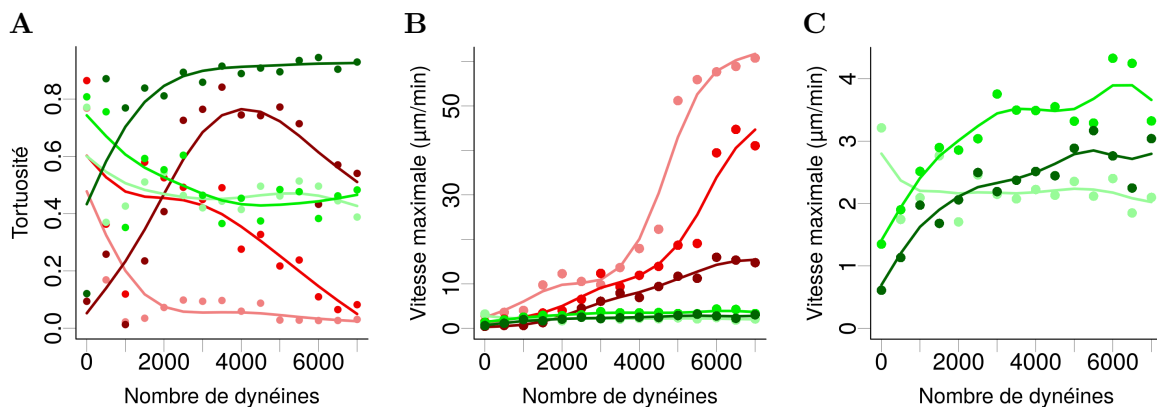 A
B
C
Tortuosité
0.0
0.2
0.4
0.6
0.8
0
2000
4000
6000
Nombre de dynéines
Vitesse maximale (µm/min)
0
10
30
50
0
2000
4000
6000
Nombre de dynéines
Vitesse maximale (µm/min)
0
1
2
3
4
0
2000
4000
6000
Nombre de dynéines